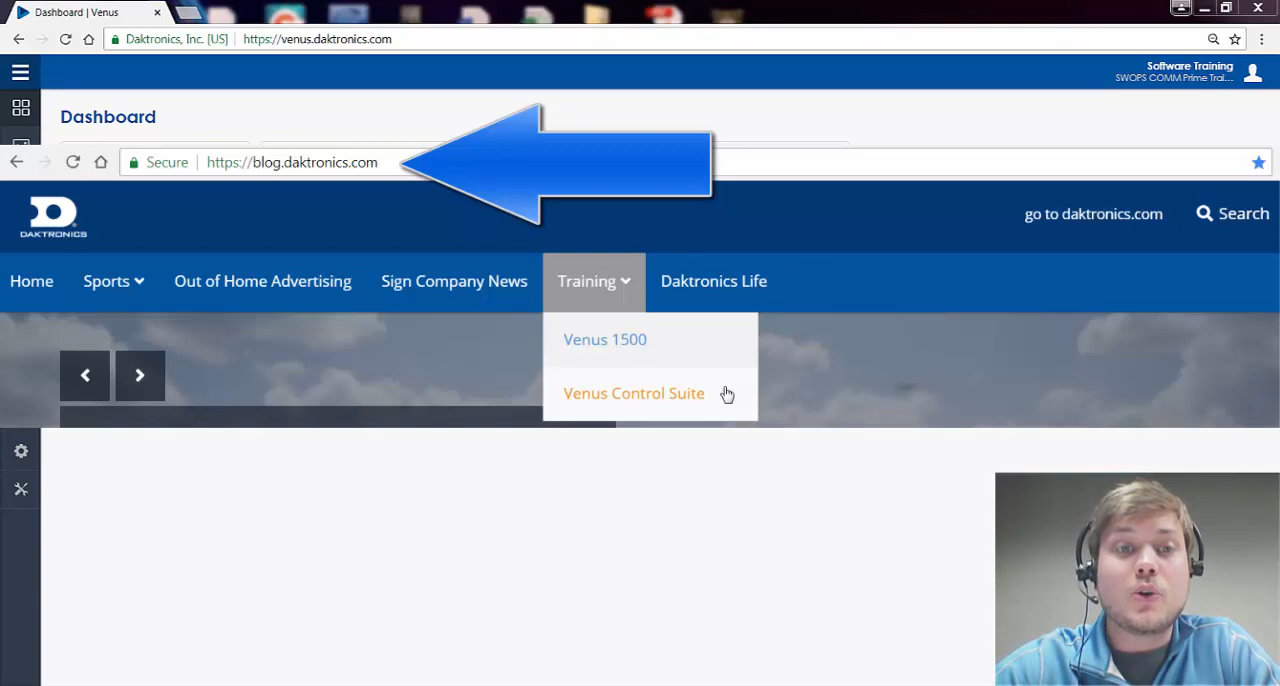 Dashboard | Venus
Daktronics, Inc. [US] https://venus.daktronics.com
Software Training
SWOPS COMM Prime Trai...
Dashboard
Secure https://blog.daktronics.com
DAKTRONICS
go to daktronics.com Search
Home Sports Out of Home Advertising Sign Company News Training Daktronics Life
Venus 1500
Venus Control Suite